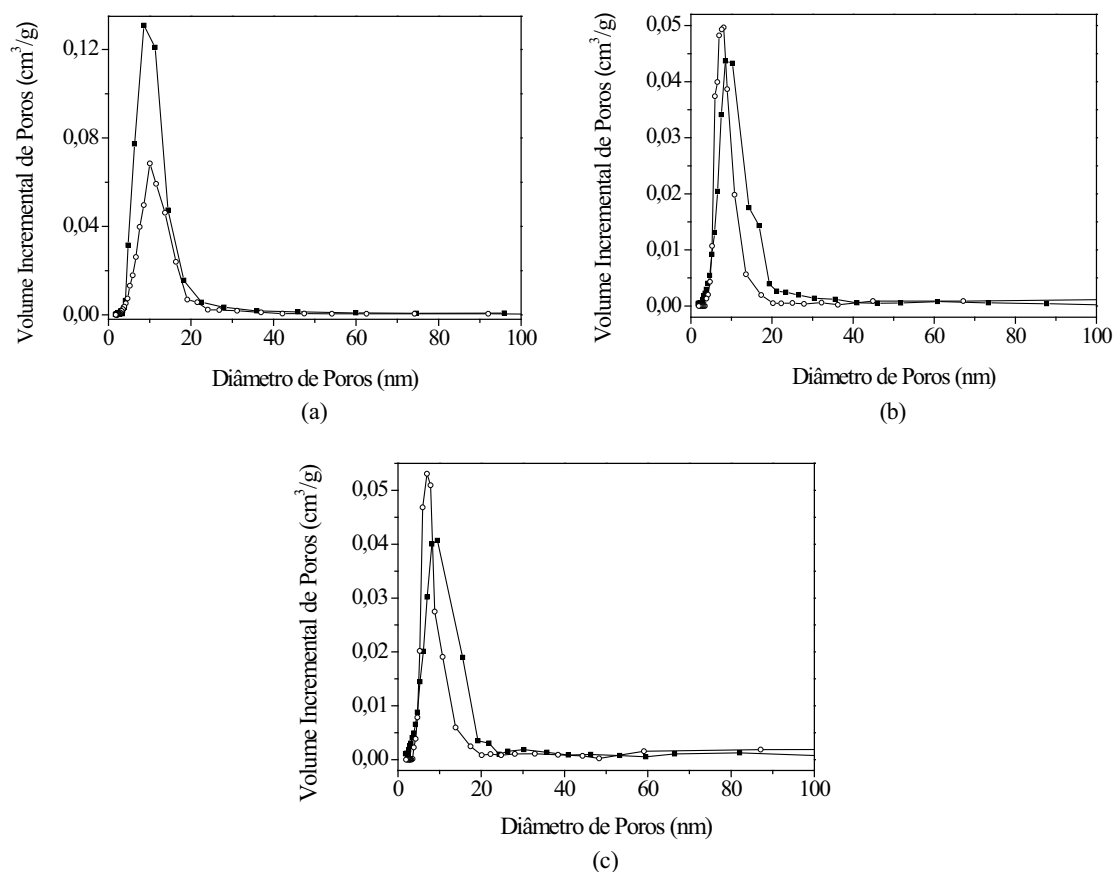 Volume Incremental de Poros (cm³/g)
0,12
0,08
0,04
0,00
0 20 40 60 80 100
Diâmetro de Poros (nm)
(a)
Volume Incremental de Poros (cm³/g)
0,05
0,04
0,03
0,02
0,01
0,00
0 20 40 60 80 100
Diâmetro de Poros (nm)
(b)
Volume Incremental de Poros (cm³/g)
0,05
0,04
0,03
0,02
0,01
0,00
0 20 40 60 80 100
Diâmetro de Poros (nm)
(c)